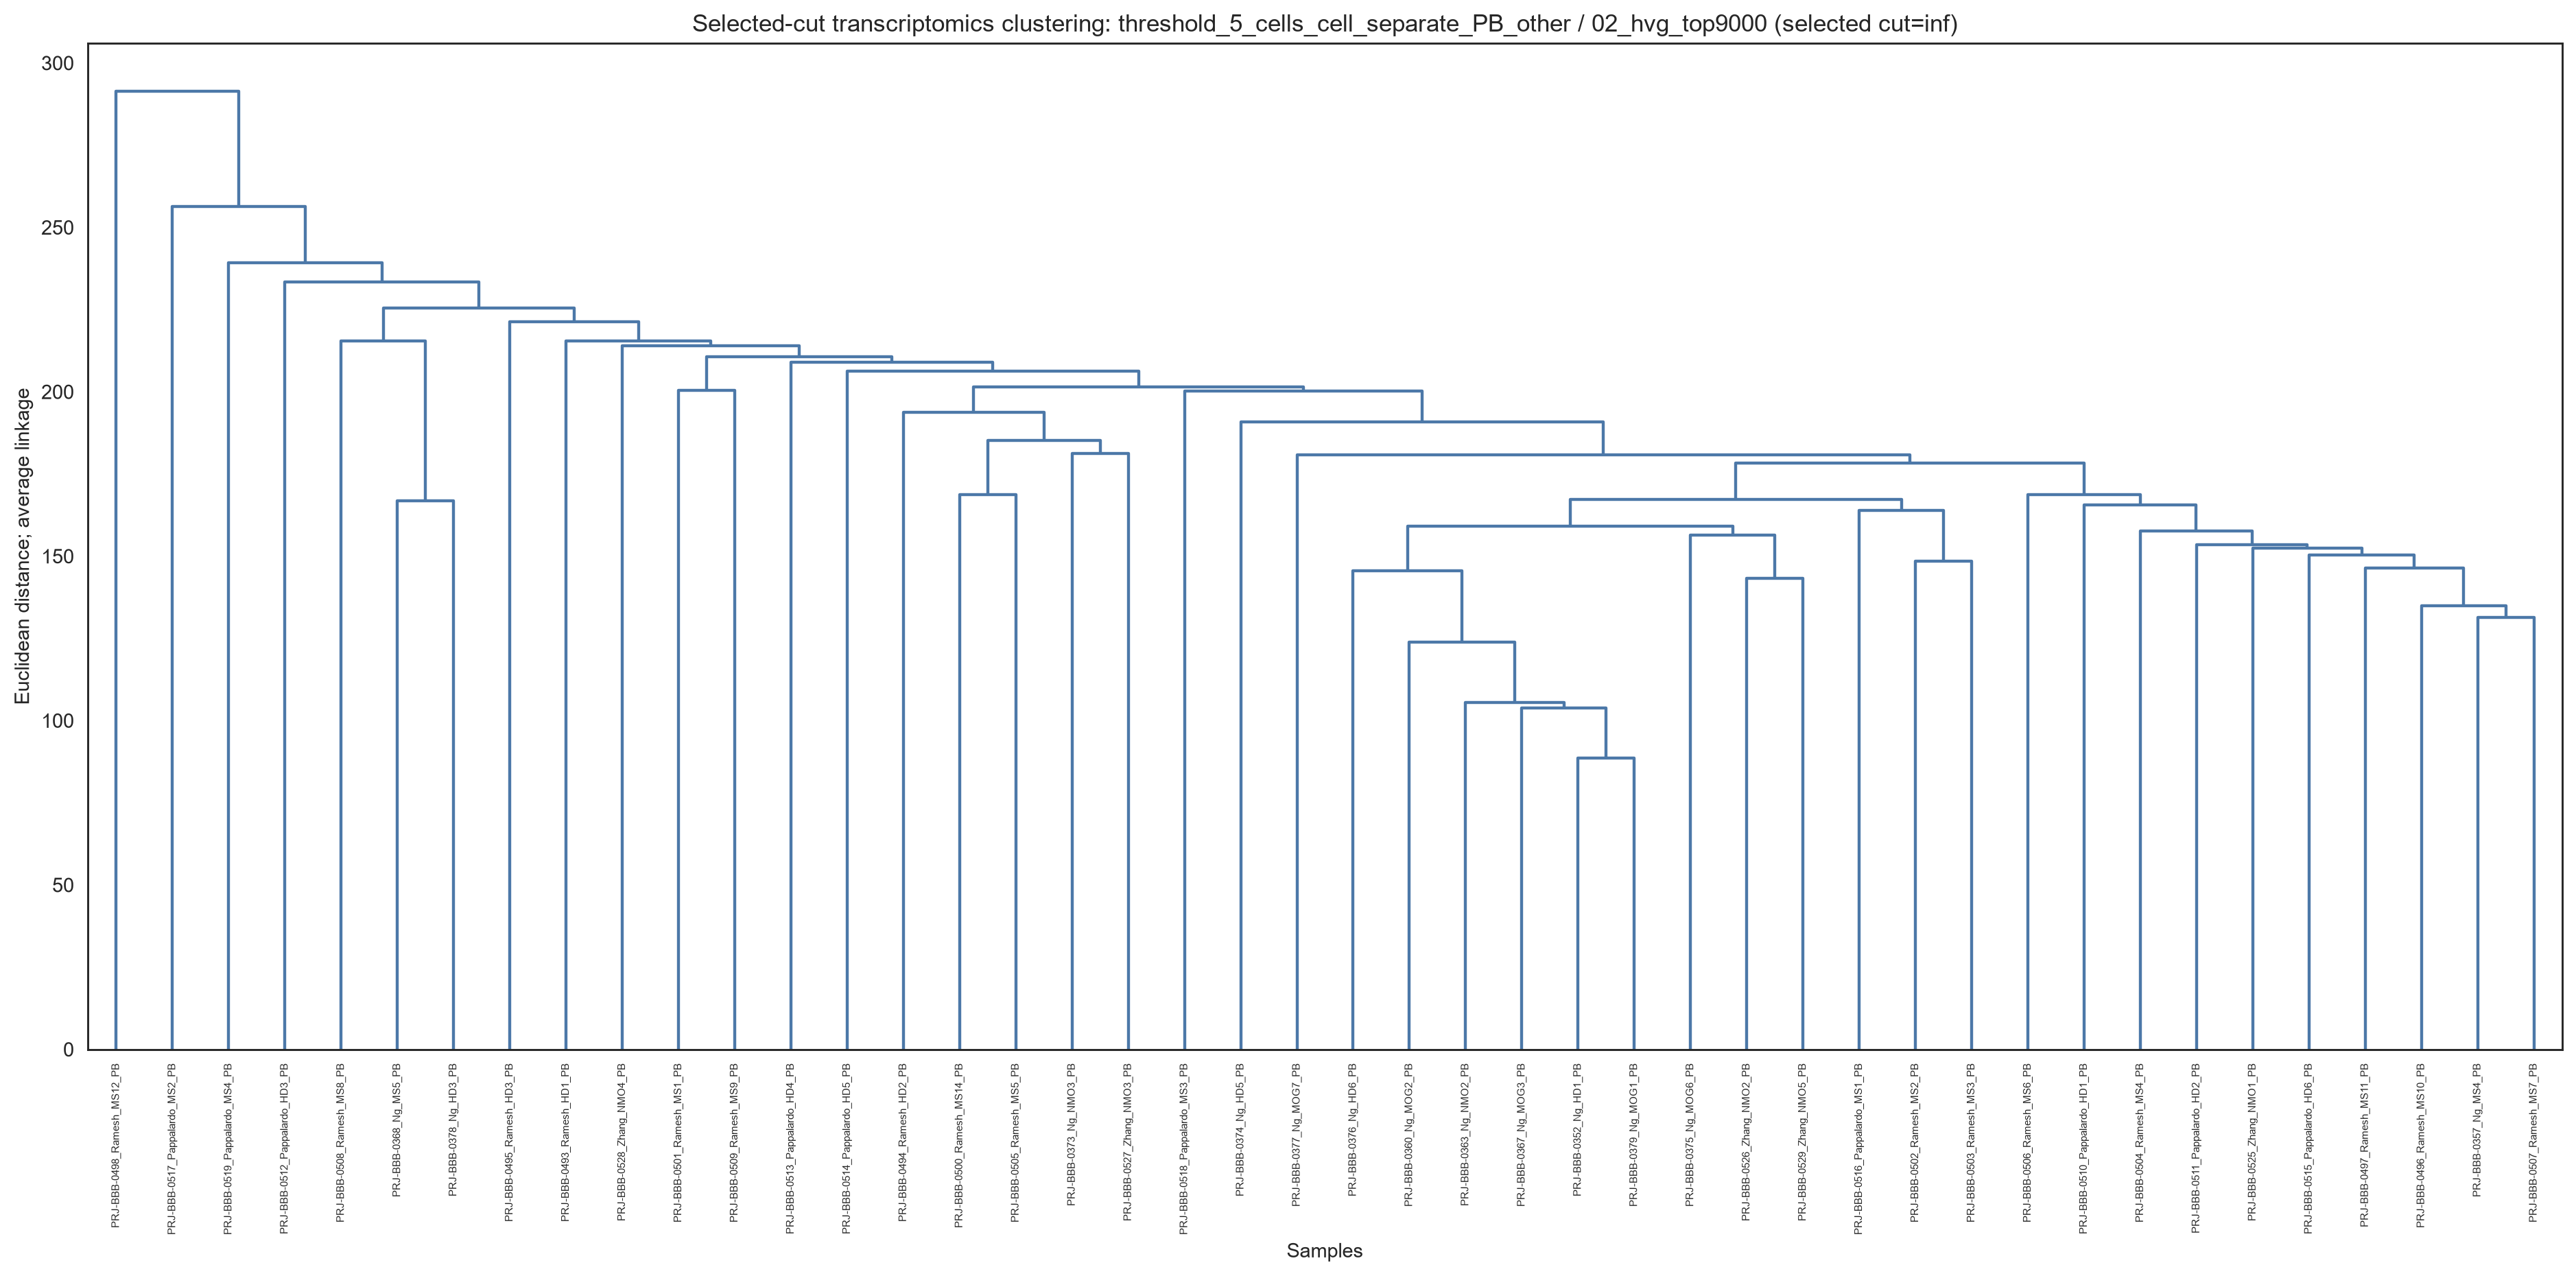 Selected-cut transcriptomics clustering: threshold_5_cells_cell_separate_PB_other / 02_hvg_top9000 (selected cut=inf)
Euclidean distance; average linkage
300
250
200
150
100
50
0
PRJ-BBB-0498_Ramesh_MS12_PB
PRJ-BBB-0517_Pappalardo_MS2_PB
PRJ-BBB-0519_Pappalardo_MS4_PB
PRJ-BBB-0512_Pappalardo_HD3_PB
PRJ-BBB-0508_Ramesh_MS8_PB
PRJ-BBB-0368_Ng_MS5_PB
PRJ-BBB-0378_Ng_HD3_PB
PRJ-BBB-0495_Ramesh_HD3_PB
PRJ-BBB-0493_Ramesh_HD1_PB
PRJ-BBB-0528_Zhang_NMO4_PB
PRJ-BBB-0501_Ramesh_MS1_PB
PRJ-BBB-0509_Ramesh_MS9_PB
PRJ-BBB-0513_Pappalardo_HD4_PB
PRJ-BBB-0514_Pappalardo_HD5_PB
PRJ-BBB-0494_Ramesh_HD2_PB
PRJ-BBB-0500_Ramesh_MS14_PB
PRJ-BBB-0505_Ramesh_MS5_PB
PRJ-BBB-0373_Ng_NMO3_PB
PRJ-BBB-0527_Zhang_NMO3_PB
PRJ-BBB-0518_Pappalardo_MS3_PB
PRJ-BBB-0374_Ng_HD5_PB
PRJ-BBB-0377_Ng_MOG7_PB
PRJ-BBB-0376_Ng_HD6_PB
PRJ-BBB-0360_Ng_MOG2_PB
PRJ-BBB-0363_Ng_NMO2_PB
PRJ-BBB-0367_Ng_MOG3_PB
PRJ-BBB-0352_Ng_HD1_PB
PRJ-BBB-0379_Ng_MOG1_PB
PRJ-BBB-0375_Ng_MOG6_PB
PRJ-BBB-0526_Zhang_NMO2_PB
PRJ-BBB-0529_Zhang_NMO5_PB
PRJ-BBB-0516_Pappalardo_MS1_PB
PRJ-BBB-0502_Ramesh_MS2_PB
PRJ-BBB-0503_Ramesh_MS3_PB
PRJ-BBB-0506_Ramesh_MS6_PB
PRJ-BBB-0510_Pappalardo_HD1_PB
PRJ-BBB-0504_Ramesh_MS4_PB
PRJ-BBB-0511_Pappalardo_HD2_PB
PRJ-BBB-0525_Zhang_NMO1_PB
PRJ-BBB-0515_Pappalardo_HD6_PB
PRJ-BBB-0497_Ramesh_MS11_PB
PRJ-BBB-0496_Ramesh_MS10_PB
PRJ-BBB-0357_Ng_MS4_PB
PRJ-BBB-0507_Ramesh_MS7_PB
Samples